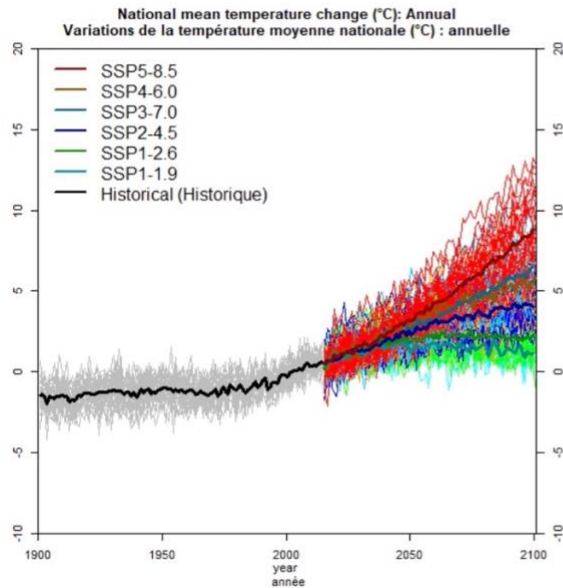 National mean temperature change (°C): Annual
Variations de la température moyenne nationale (°C) : annuelle
20
20
SSP5-8.5
SSP4-6.0
SSP3-7.0
SSP2-4.5
SSP1-2.6
SSP1-1.9
Historical (Historique)
15
15
10
10
5
5
0
0
-5
-5
-10
-10
1900
1950
2000
2050
2100
year
année